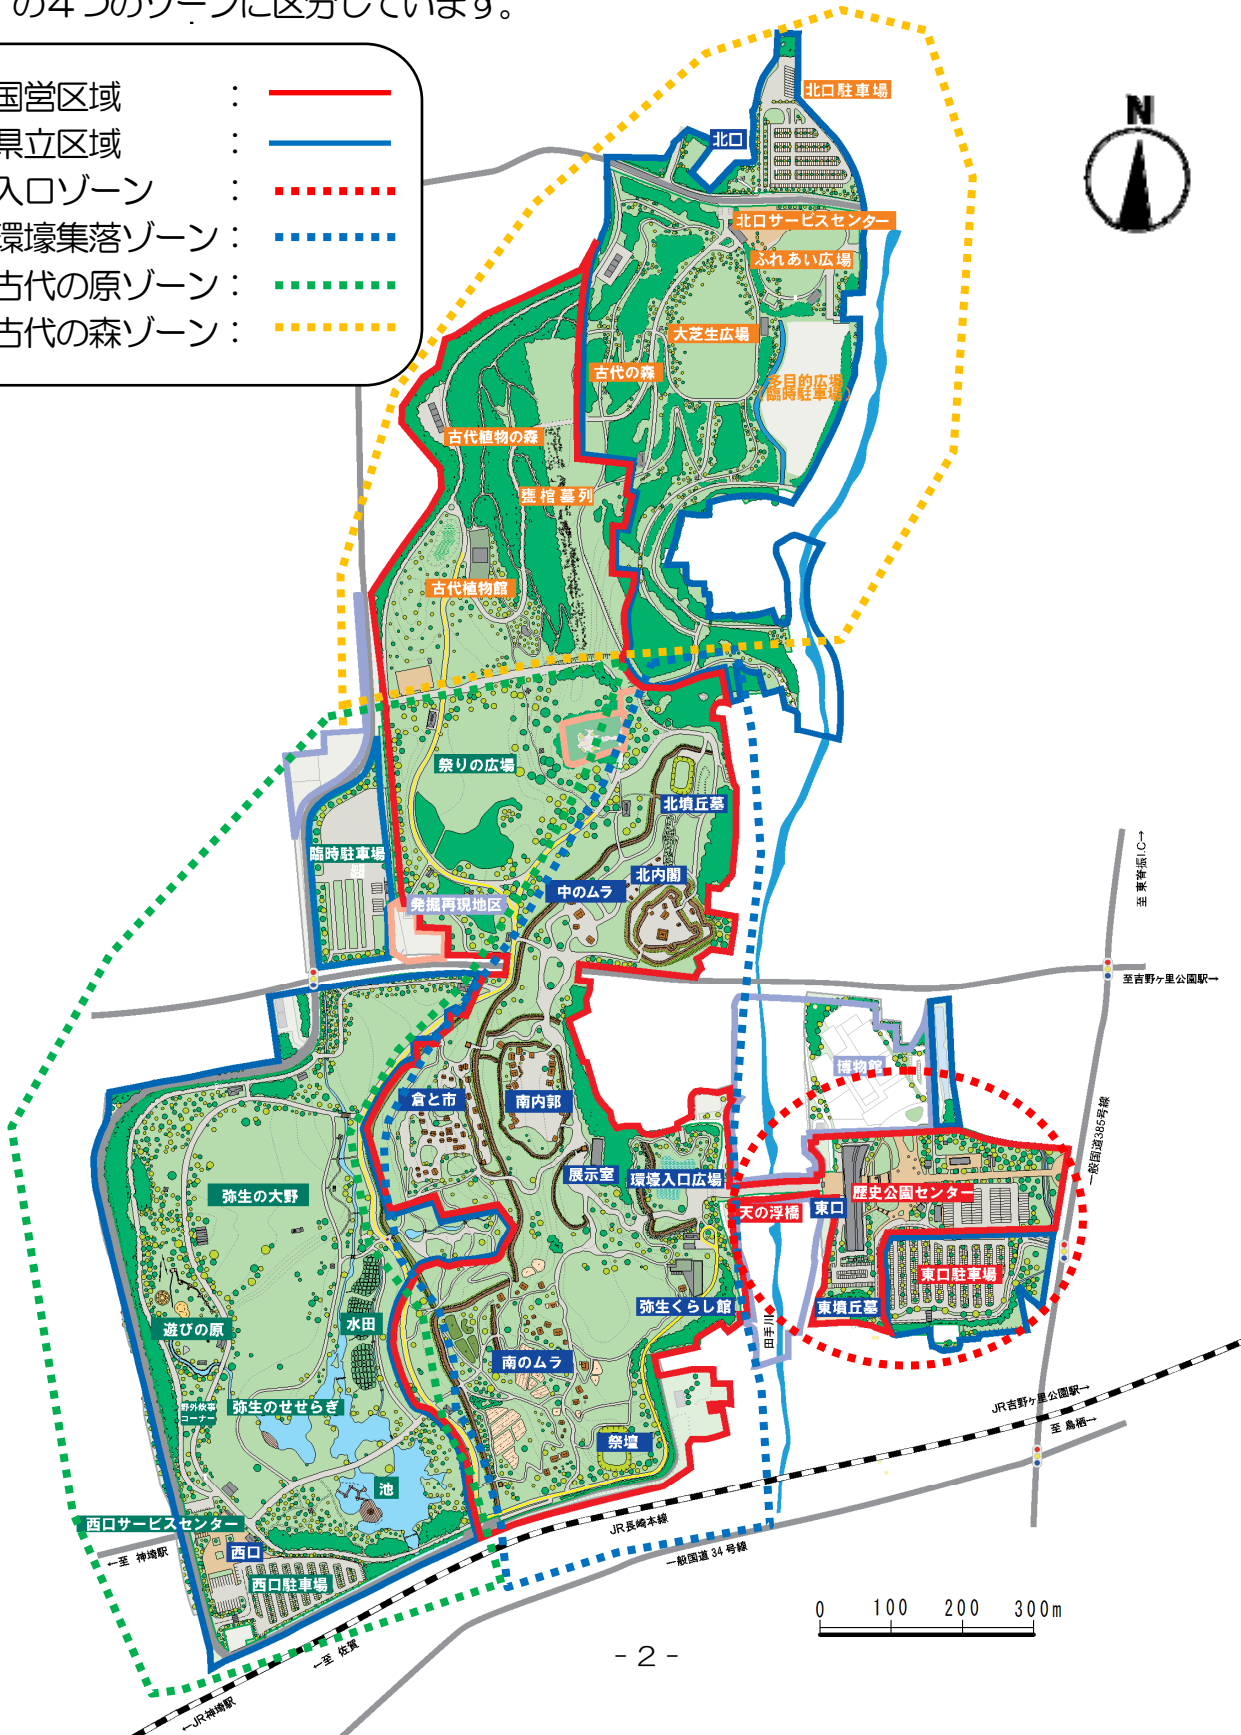 の4つのゾーンに区分しています。
国営区域 :
県立区域 :
入口ゾーン :
環壕集落ゾーン:
古代の原ゾーン:
古代の森ゾーン:
N
北口駐車場
北口
北口サービスセンター
ふれあい広場
大芝生広場
古代の森
多目的広場
(臨時駐車場)
古代植物の森
甕棺墓列
古代植物館
祭りの広場
北墳丘墓
臨時駐車場
北内閣
中のムラ
発掘再現地区
至 東脊振I.C→
至吉野ヶ里公園駅→
博物館
倉と市
南内郭
一般国道385号線
展示室
環壕入口広場
歴史公園センター
弥生の大野
天の浮橋
東口
東口駐車場
弥生くらし館
東墳丘墓
水田
遊びの原
田手川
南のムラ
JR吉野ヶ里公園駅→
野外炊事
コーナー
弥生のせせらぎ
至 鳥栖→
祭壇
池
西口サービスセンター
JR長崎本線
←至 神埼駅
西口
一般国道34号線
西口駐車場
0 100 200 300m
←至 佐賀
- 2 -
←JR神埼駅